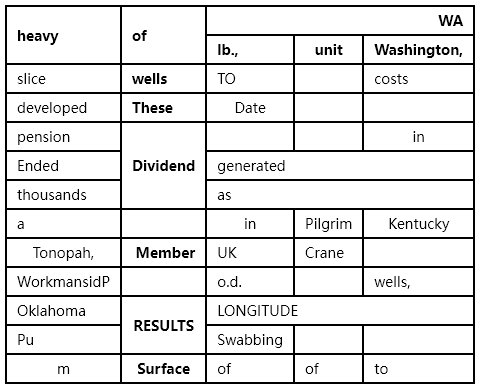 heavy of WA
lb., unit Washington,
slice wells TO costs
developed These Date
pension in
Ended Dividend generated
thousands as
a in Pilgrim Kentucky
Tonopah, Member UK Crane
WorkmansidP o.d. wells,
Oklahoma RESULTS LONGITUDE
Pu Swabbing
m Surface of of to